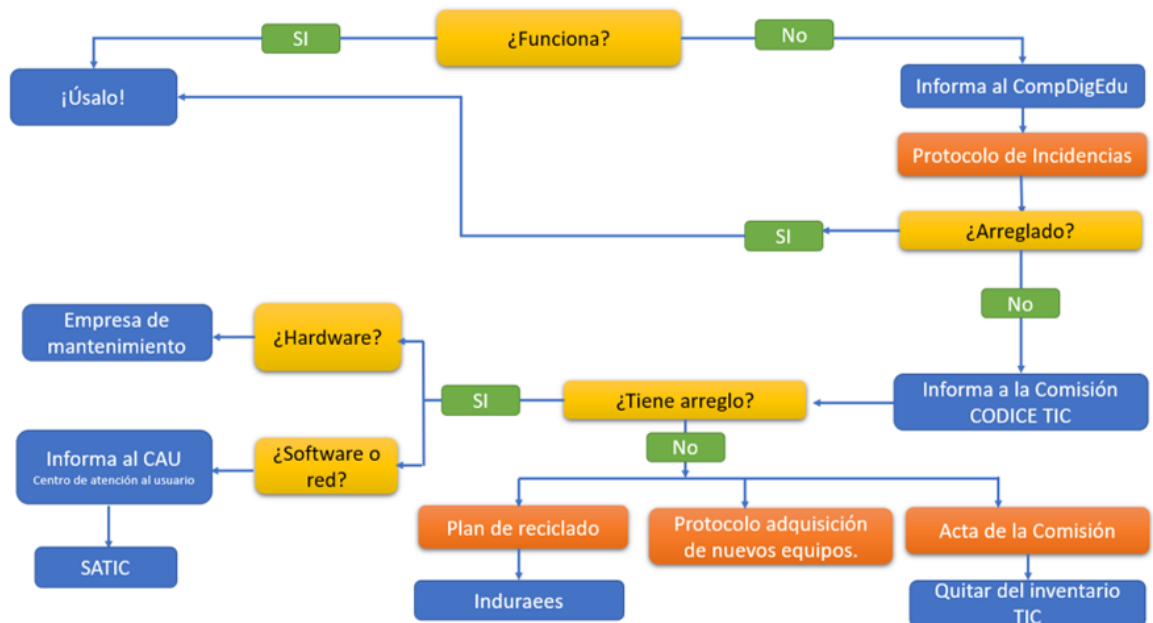 SI
¿Funciona?
No
¡Úsalo!
Informa al CompDigEdu
Protocolo de Incidencias
SI
¿Arreglado?
No
Empresa de
mantenimiento
¿Hardware?
SI
¿Tiene arreglo?
Informa a la Comisión
CODICE TIC
Informa al CAU
Centro de atención al usuario
¿Software o
red?
No
SATIC
Plan de reciclado
Protocolo adquisición
de nuevos equipos.
Acta de la Comisión
Induraees
Quitar del inventario
TIC